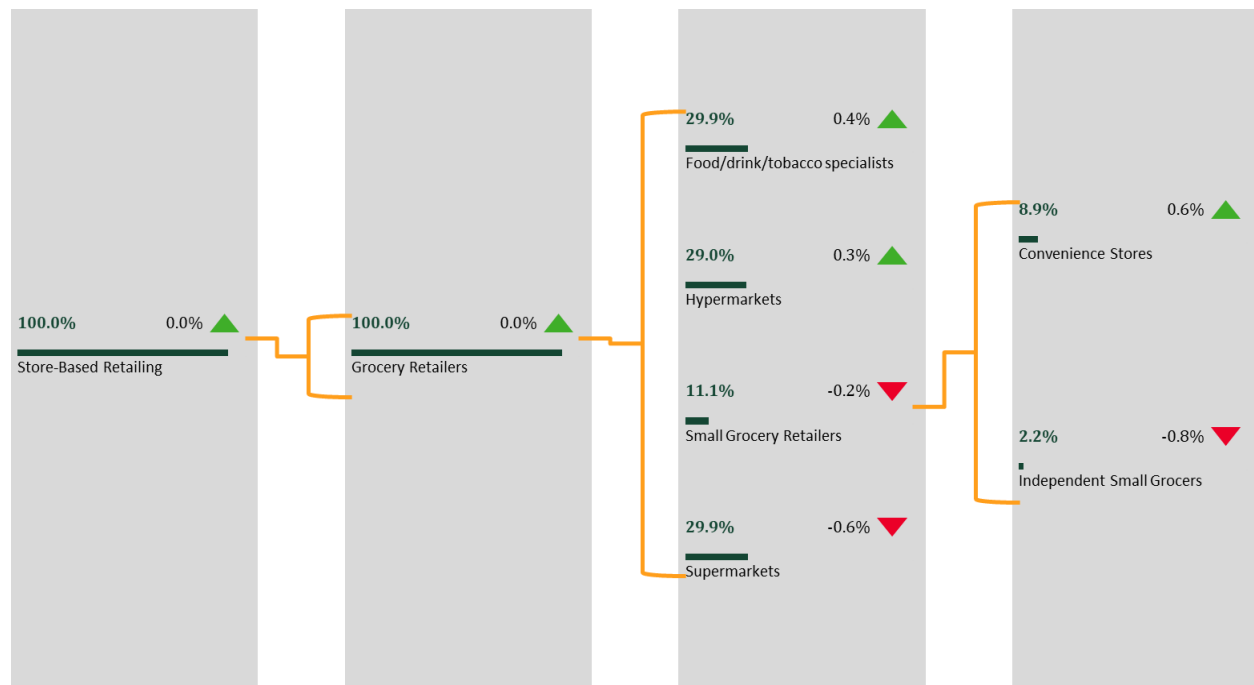 100.0% 0.0%
Store-Based Retailing
100.0% 0.0%
Grocery Retailers
29.9% 0.4%
Food/drink/tobacco specialists
29.0% 0.3%
Hypermarkets
11.1% -0.2%
Small Grocery Retailers
29.9% -0.6%
Supermarkets
8.9% 0.6%
Convenience Stores
2.2% -0.8%
Independent Small Grocers